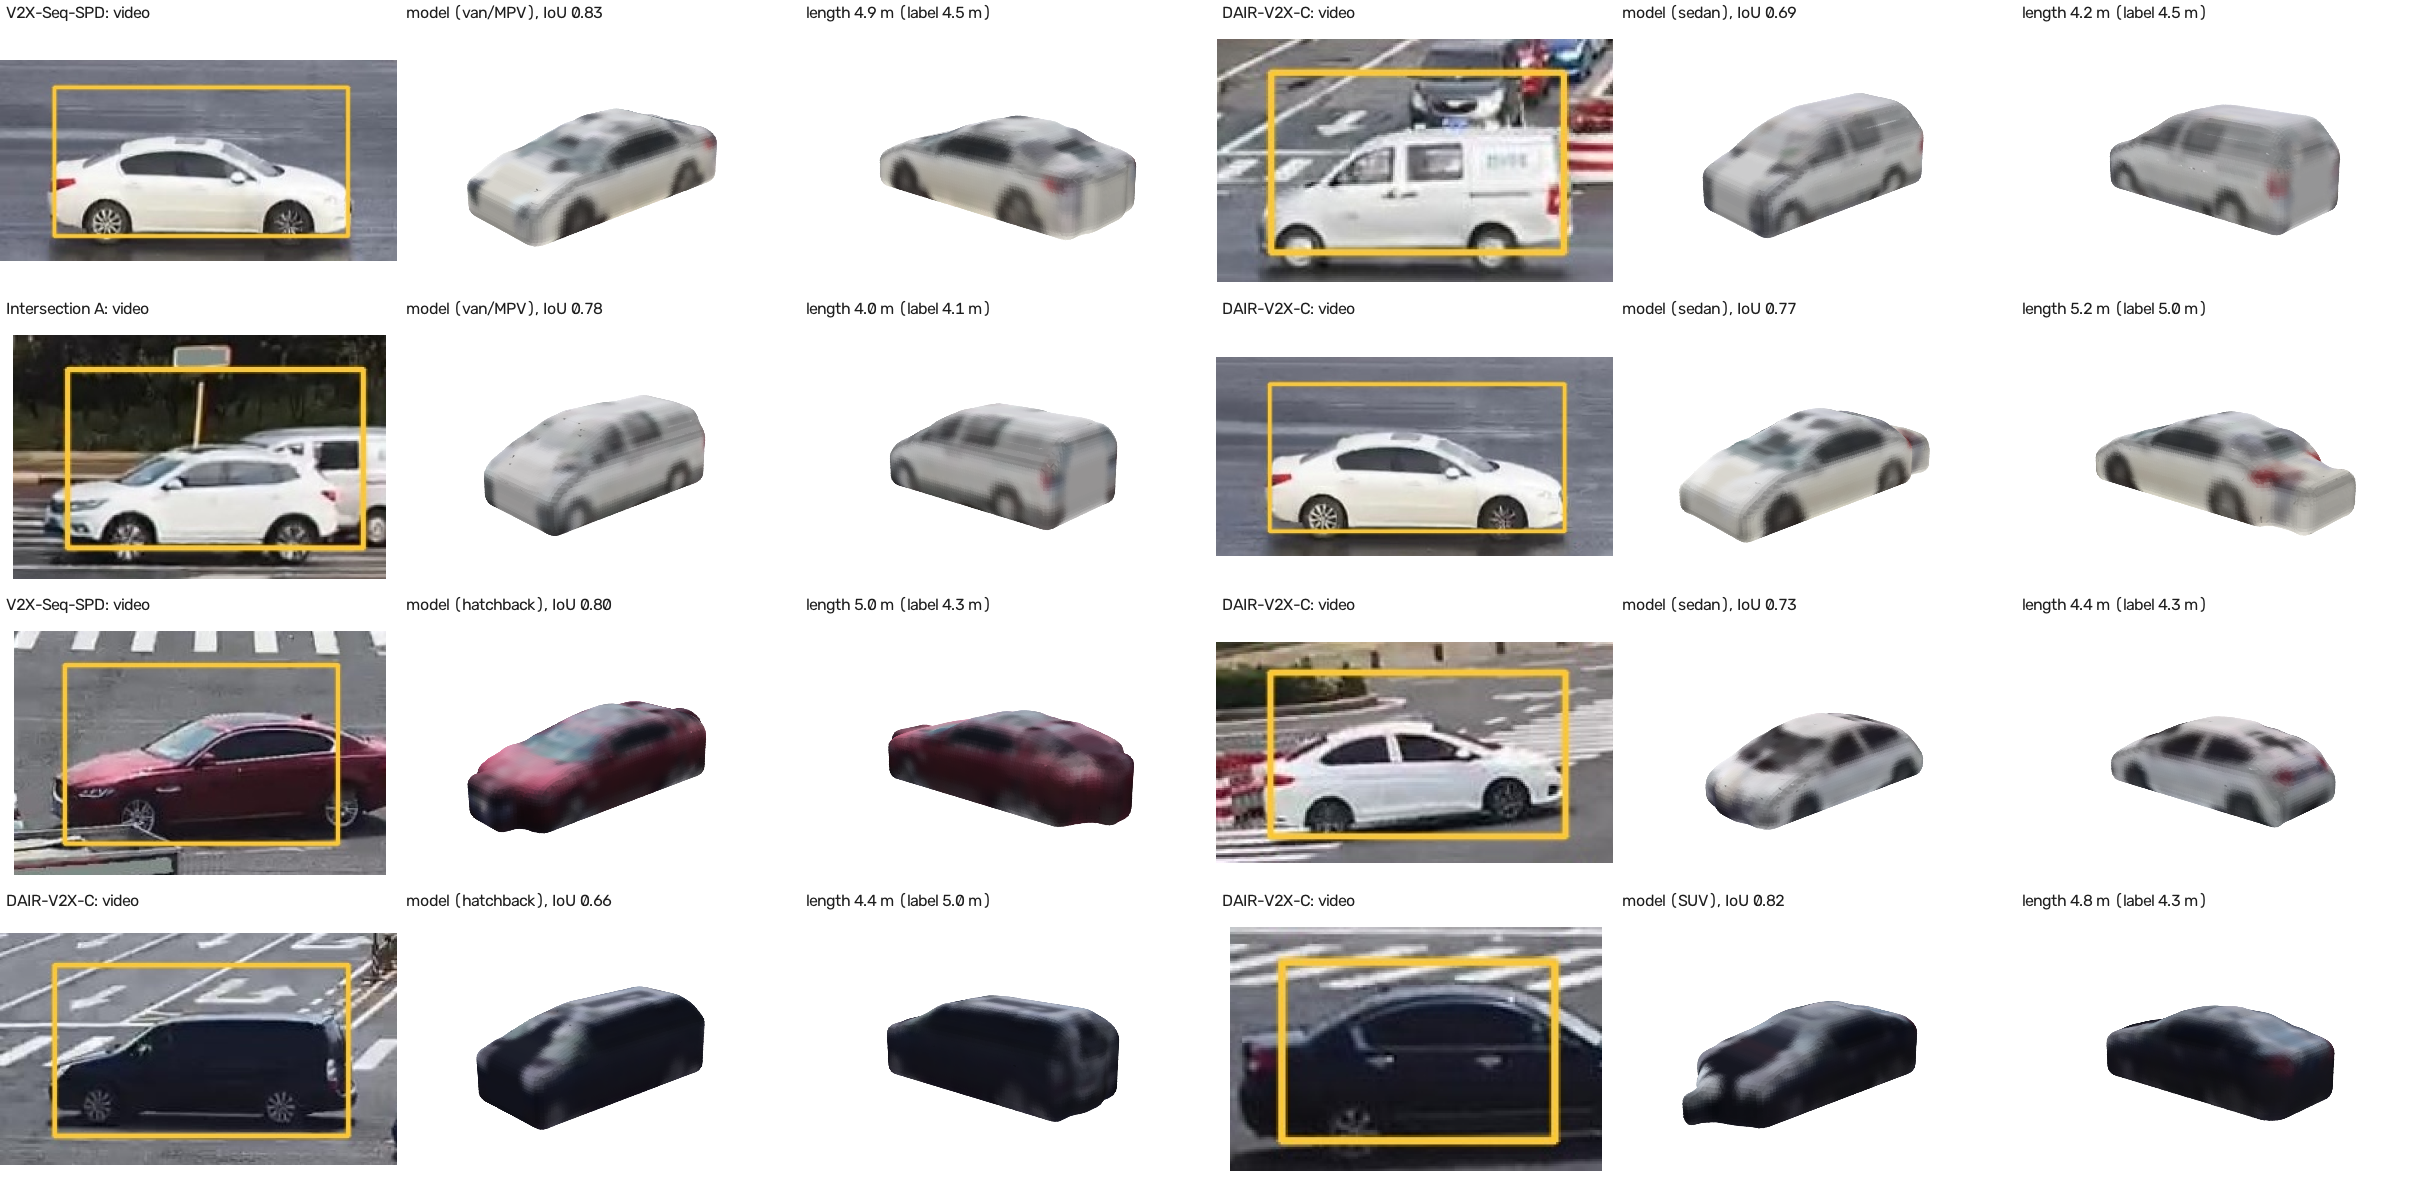 V2X-Seq-SPD: video model (van/MPV), IoU 0.83 length 4.9 m (label 4.5 m) DAIR-V2X-C: video model (sedan), IoU 0.69 length 4.2 m (label 4.5 m)
Intersection A: video model (van/MPV), IoU 0.78 length 4.0 m (label 4.1 m) DAIR-V2X-C: video model (sedan), IoU 0.77 length 5.2 m (label 5.0 m)
V2X-Seq-SPD: video model (hatchback), IoU 0.80 length 5.0 m (label 4.3 m) DAIR-V2X-C: video model (sedan), IoU 0.73 length 4.4 m (label 4.3 m)
DAIR-V2X-C: video model (hatchback), IoU 0.66 length 4.4 m (label 5.0 m) DAIR-V2X-C: video model (SUV), IoU 0.82 length 4.8 m (label 4.3 m)